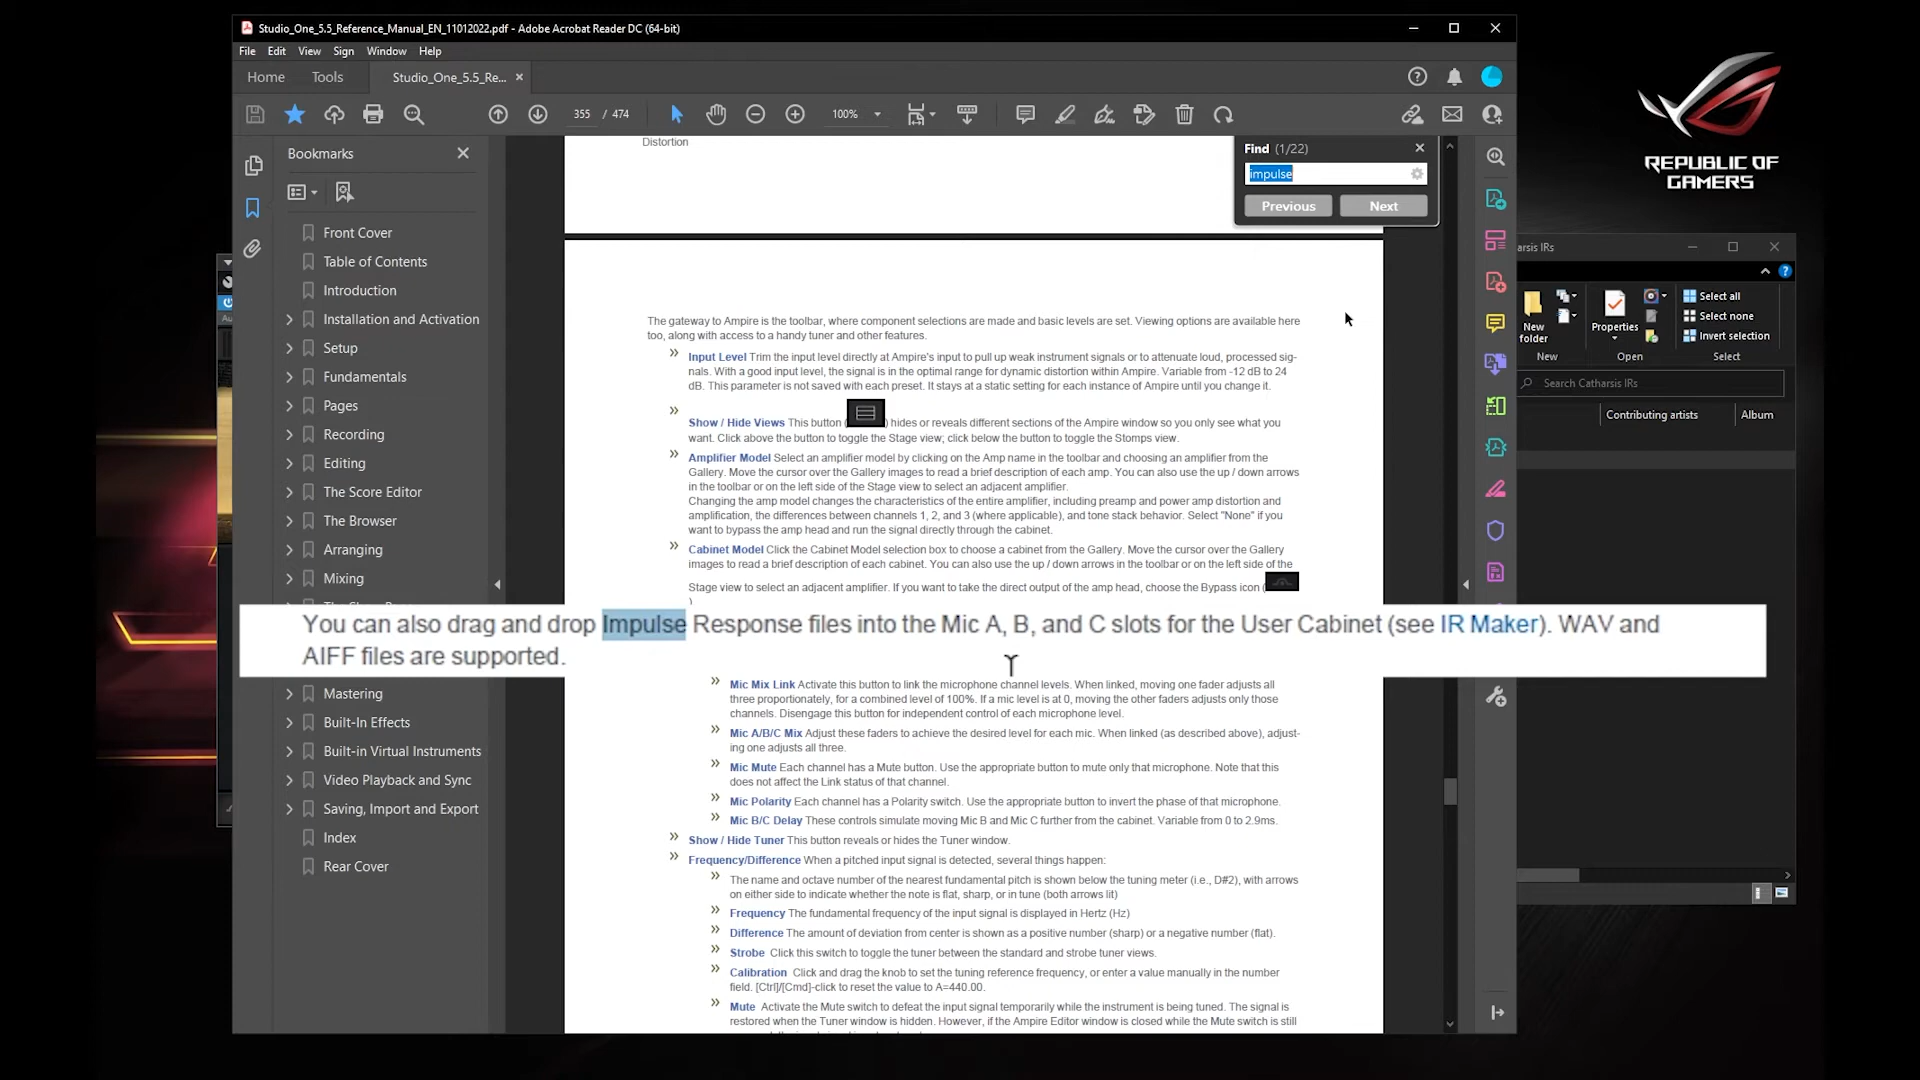 Studio_One_5.5_Reference_Manual_EN_11012022.pdf - Adobe Acrobat Reader DC (64-bit)
File Edit View Sign Window Help
Home Tools Studio_One_5.5_Re... ×
355 / 474
100%
Bookmarks
Front Cover
Table of Contents
Introduction
Installation and Activation
Setup
Fundamentals
Pages
Recording
Editing
The Score Editor
The Browser
Arranging
Mixing
Mastering
Built-In Effects
Built-in Virtual Instruments
Video Playback and Sync
Saving, Import and Export
Index
Rear Cover
Distortion
Find (1/22)
impulse
Previous Next
The gateway to Ampire is the toolbar, where component selections are made and basic levels are set. Viewing options are available here
too, along with access to a handy tuner and other features.
» Input Level Trim the input level directly at Ampire's input to pull up weak instrument signals or to attenuate loud, processed sig-
nals. With a good input level, the signal is in the optimal range for dynamic distortion within Ampire. Variable from -12 dB to 24
dB. This parameter is not saved with each preset. It stays at a static setting for each instance of Ampire until you change it.
» Show / Hide Views This button ( ) hides or reveals different sections of the Ampire window so you only see what you
want. Click above the button to toggle the Stage view; click below the button to toggle the Stomps view.
» Amplifier Model Select an amplifier model by clicking on the Amp name in the toolbar and choosing an amplifier from the
Gallery. Move the cursor over the Gallery images to read a brief description of each amp. You can also use the up / down arrows
in the toolbar or on the left side of the Stage view to select an adjacent amplifier.
Changing the amp model changes the characteristics of the entire amplifier, including preamp and power amp distortion and
amplification, the differences between channels 1, 2, and 3 (where applicable), and tone stack behavior. Select "None" if you
want to bypass the amp head and run the signal directly through the cabinet.
» Cabinet Model Click the Cabinet Model selection box to choose a cabinet from the Gallery. Move the cursor over the Gallery
images to read a brief description of each cabinet. You can also use the up / down arrows in the toolbar or on the left side of the
Stage view to select an adjacent amplifier. If you want to take the direct output of the amp head, choose the Bypass icon (
)
You can also drag and drop Impulse Response files into the Mic A, B, and C slots for the User Cabinet (see IR Maker). WAV and
AIFF files are supported.
» Mic Mix Link Activate this button to link the microphone channel levels. When linked, moving one fader adjusts all
three proportionately, for a combined level of 100%. If a mic level is at 0, moving the other faders adjusts only those
channels. Disengage this button for independent control of each microphone level.
» Mic A/B/C Mix Adjust these faders to achieve the desired level for each mic. When linked (as described above), adjust-
ing one adjusts all three.
» Mic Mute Each channel has a Mute button. Use the appropriate button to mute only that microphone. Note that this
does not affect the Link status of that channel.
» Mic Polarity Each channel has a Polarity switch. Use the appropriate button to invert the phase of that microphone.
» Mic B/C Delay These controls simulate moving Mic B and Mic C further from the cabinet. Variable from 0 to 2.9ms.
» Show / Hide Tuner This button reveals or hides the Tuner window.
» Frequency/Difference When a pitched input signal is detected, several things happen:
» The name and octave number of the nearest fundamental pitch is shown below the tuning meter (i.e., D#2), with arrows
on either side to indicate whether the note is flat, sharp, or in tune (both arrows lit)
» Frequency The fundamental frequency of the input signal is displayed in Hertz (Hz)
» Difference The amount of deviation from center is shown as a positive number (sharp) or a negative number (flat).
» Strobe Click this switch to toggle the tuner between the standard and strobe tuner views.
» Calibration Click and drag the knob to set the tuning reference frequency, or enter a value manually in the number
field. [Ctrl]/[Cmd]-click to reset the value to A=440.00.
» Mute Activate the Mute switch to defeat the input signal temporarily while the instrument is being tuned. The signal is
restored when the Tuner window is hidden. However, if the Ampire Editor window is closed while the Mute switch is still
REPUBLIC OF
GAMERS
arsis IRs
New
folder
New
Properties
Open
Select all
Select none
Invert selection
Select
Search Catharsis IRs
Contributing artists Album